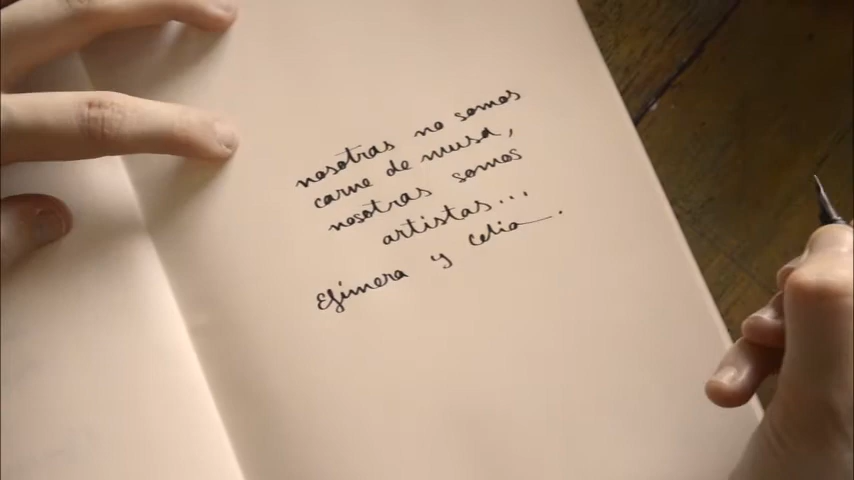 nosotras no somos
carne de musa,
nosotras somos
artistas...
Efímera y Celia.